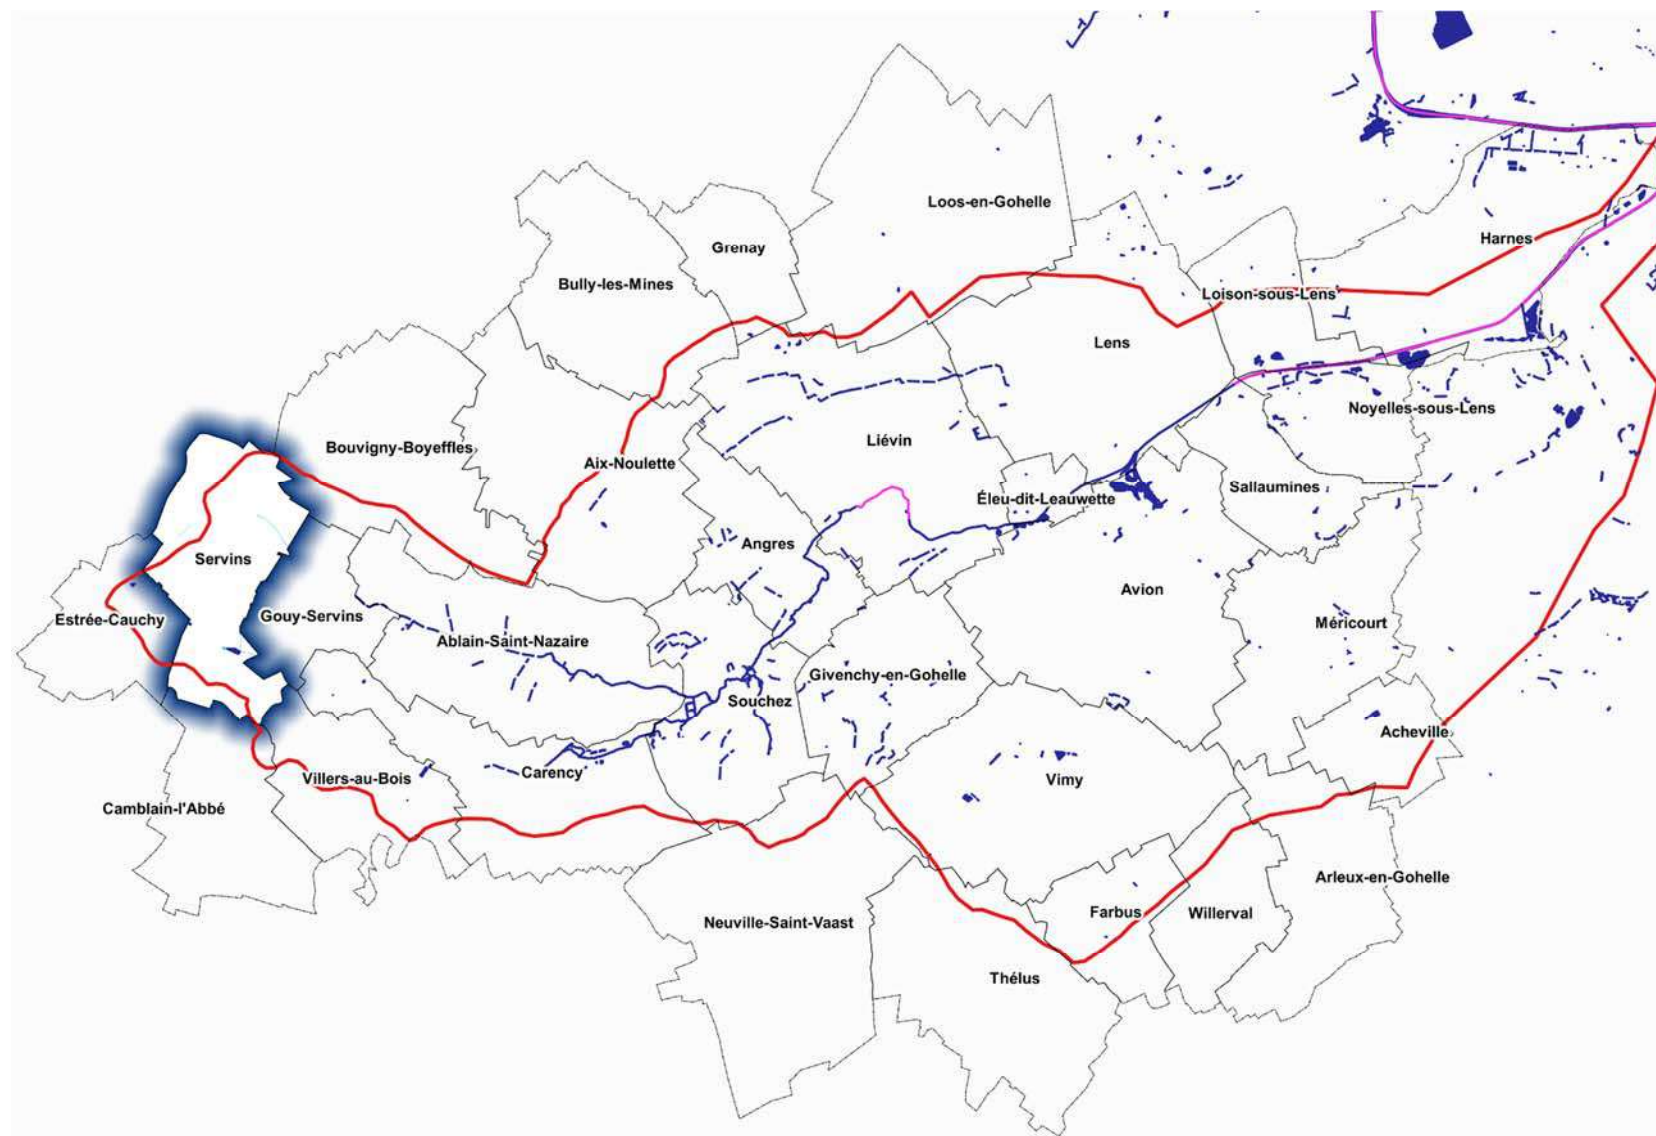 Loos-en-Gohelle
Grenay
Harnes
Bully-les-Mines
Loison-sous-Lens
Lens
Noyelles-sous-Lens
Liévin
Bouvigny-Boyeffles
Aix-Noulette
Sallaumines
Éleu-dit-Leauwette
Angres
Servins
Avion
Gouy-Servins
Estrée-Cauchy
Méricourt
Ablain-Saint-Nazaire
Givenchy-en-Gohelle
Souchez
Acheville
Carency
Villers-au-Bois
Vimy
Camblain-l'Abbé
Arleux-en-Gohelle
Farbus
Willerval
Neuville-Saint-Vaast
Thélus